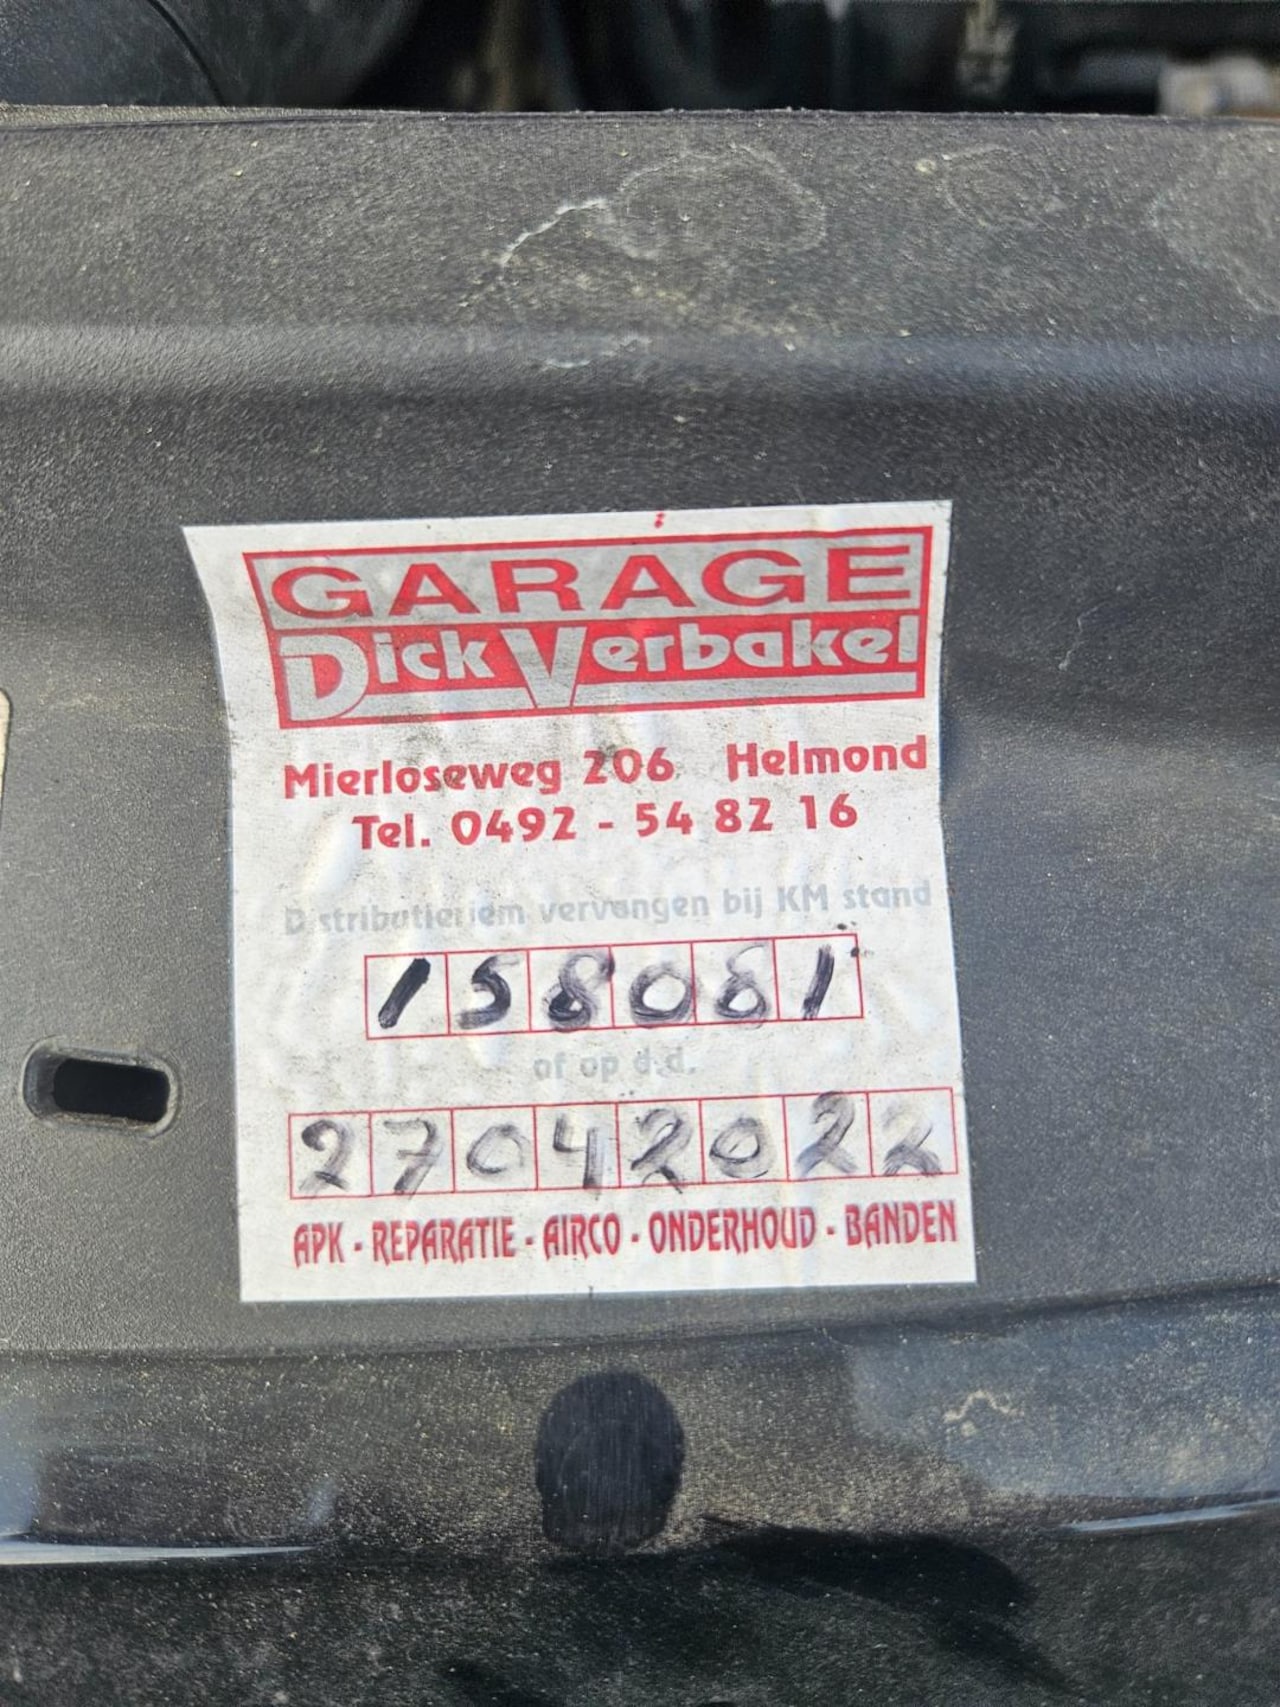 GARAGE
Dick Verbakel
Mierloseweg 206 Helmond
Tel. 0492 - 54 82 16
Distributieriem vervangen bij KM stand
158081
of op d.d.
27042022
APK - REPARATIE - AIRCO - ONDERHOUD - BANDEN